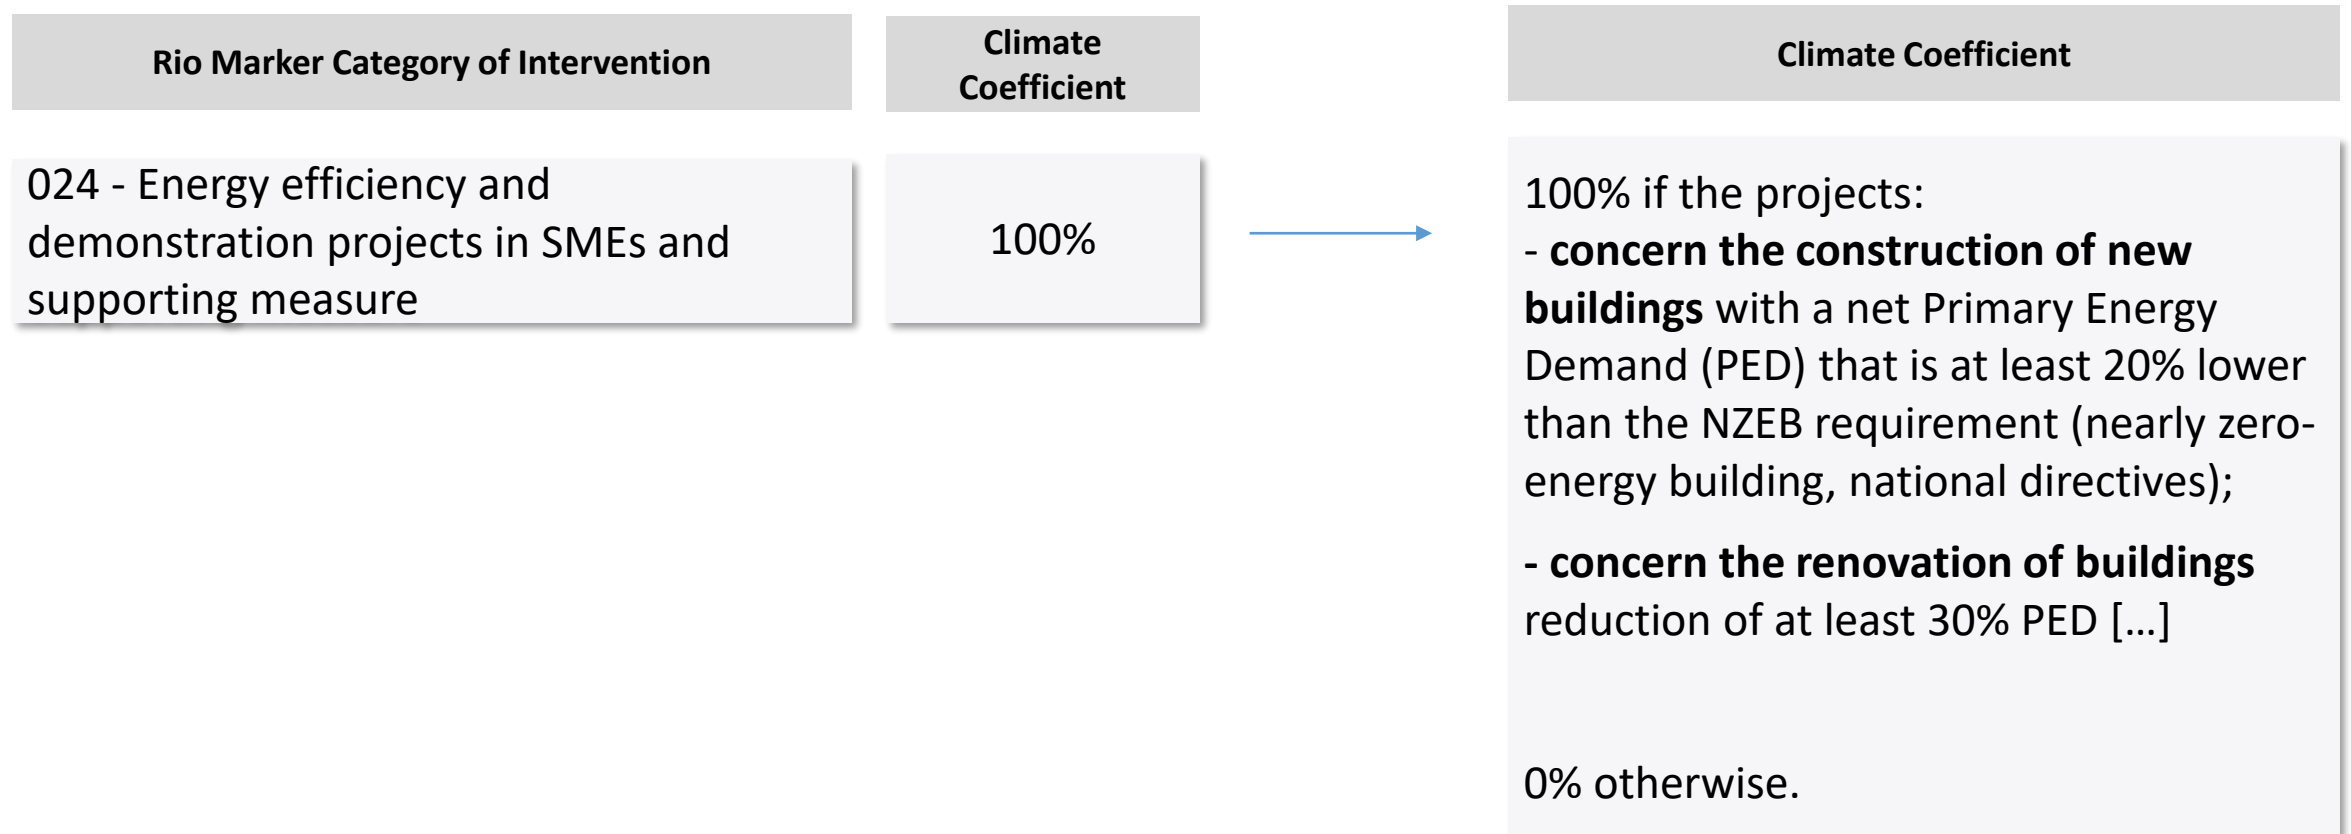 Rio Marker Category of Intervention
Climate
Coefficient
Climate Coefficient
024 - Energy efficiency and
demonstration projects in SMEs and
supporting measure
100%
100% if the projects:
- concern the construction of new
buildings with a net Primary Energy
Demand (PED) that is at least 20% lower
than the NZEB requirement (nearly zero-
energy building, national directives);
- concern the renovation of buildings
reduction of at least 30% PED […]
0% otherwise.